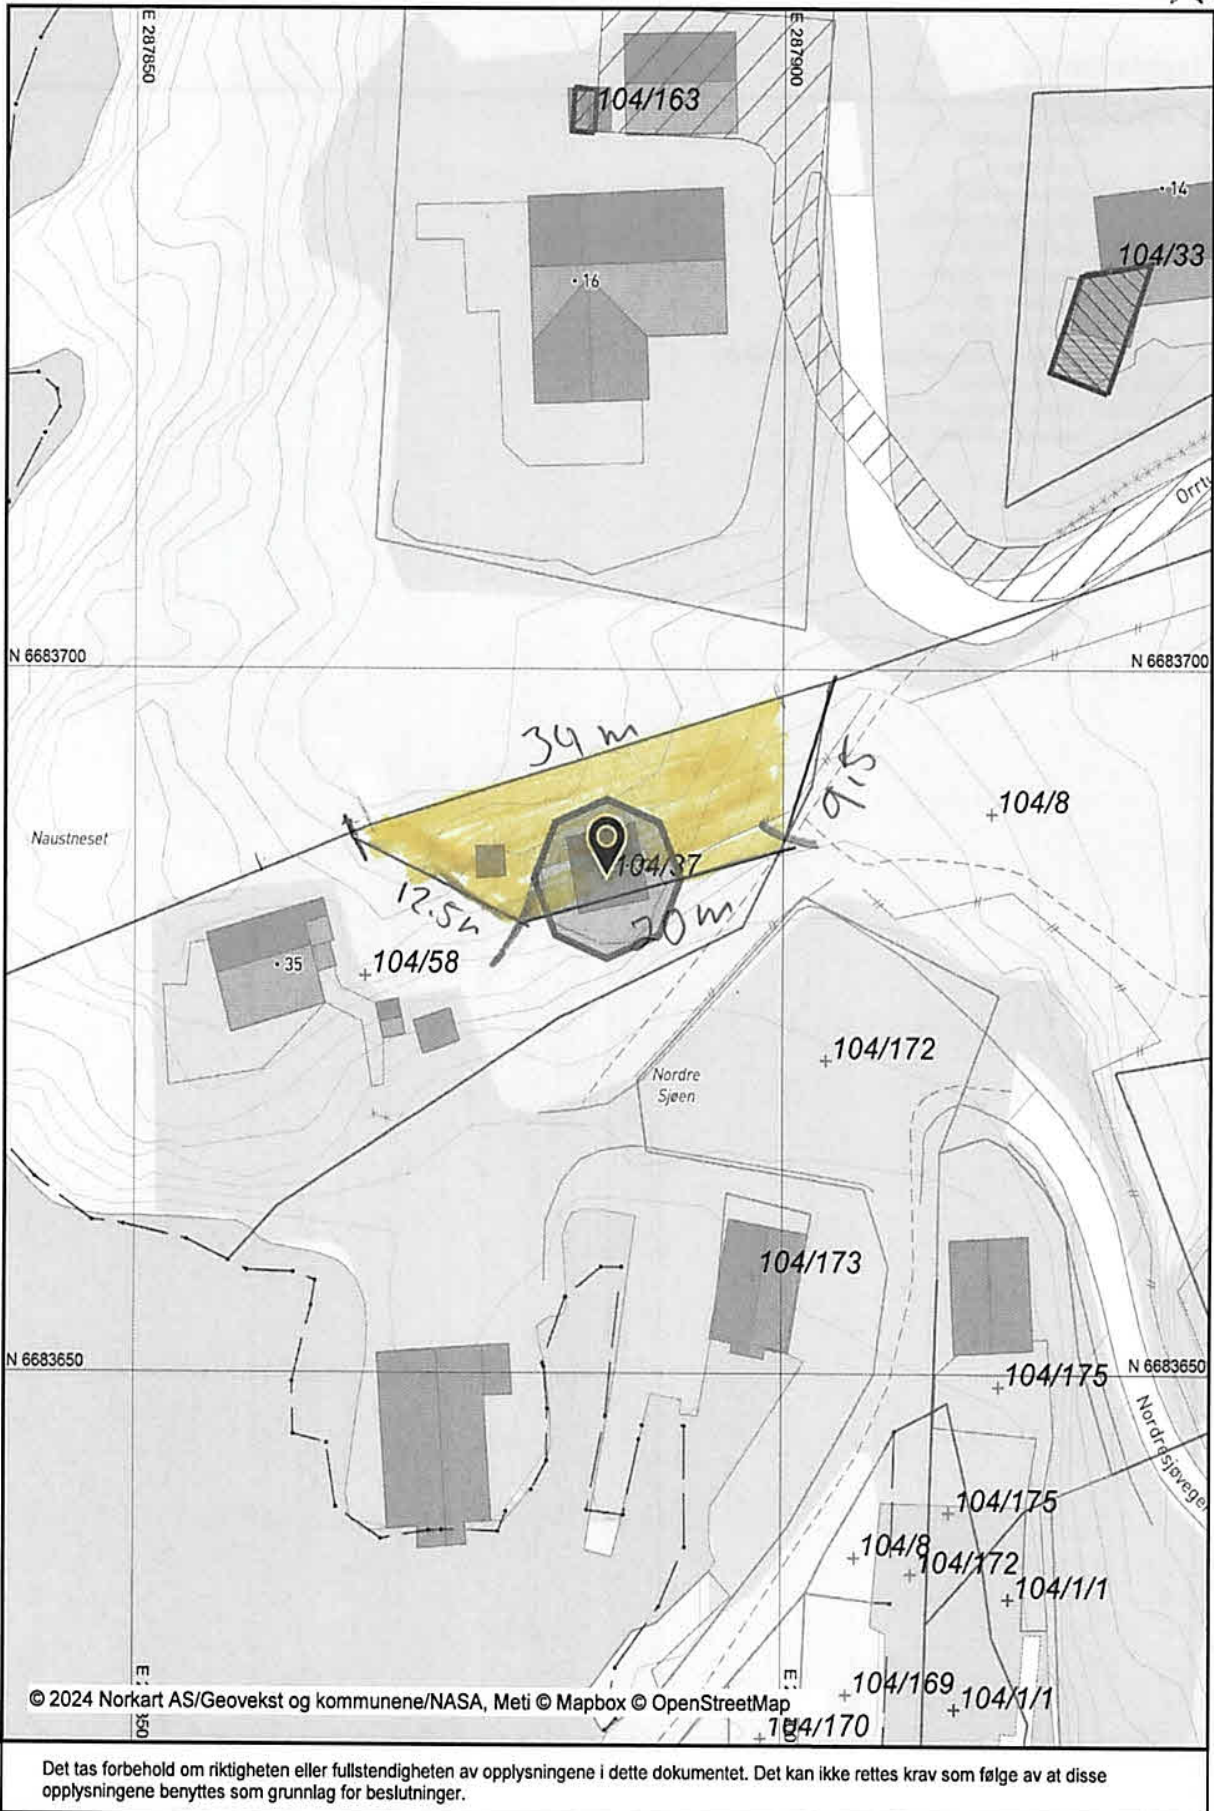 E 287850
E 287900
104/163
14
104/33
16
Orrtu
N 6683700
N 6683700
34 m
9,5
104/8
Naustneset
104/37
12.5m
20 m
35
104/58
104/172
Nordre
Sjøen
104/173
N 6683650
N 6683650
104/175
Nordresjøvegen
104/175
104/8
104/172
104/1/1
© 2024 Norkart AS/Geovekst og kommunene/NASA, Meti © Mapbox © OpenStreetMap
104/169
104/1/1
104/170
Det tas forbehold om riktigheten eller fullstendigheten av opplysningene i dette dokumentet. Det kan ikke rettes krav som følge av at disse
opplysningene benyttes som grunnlag for beslutninger.